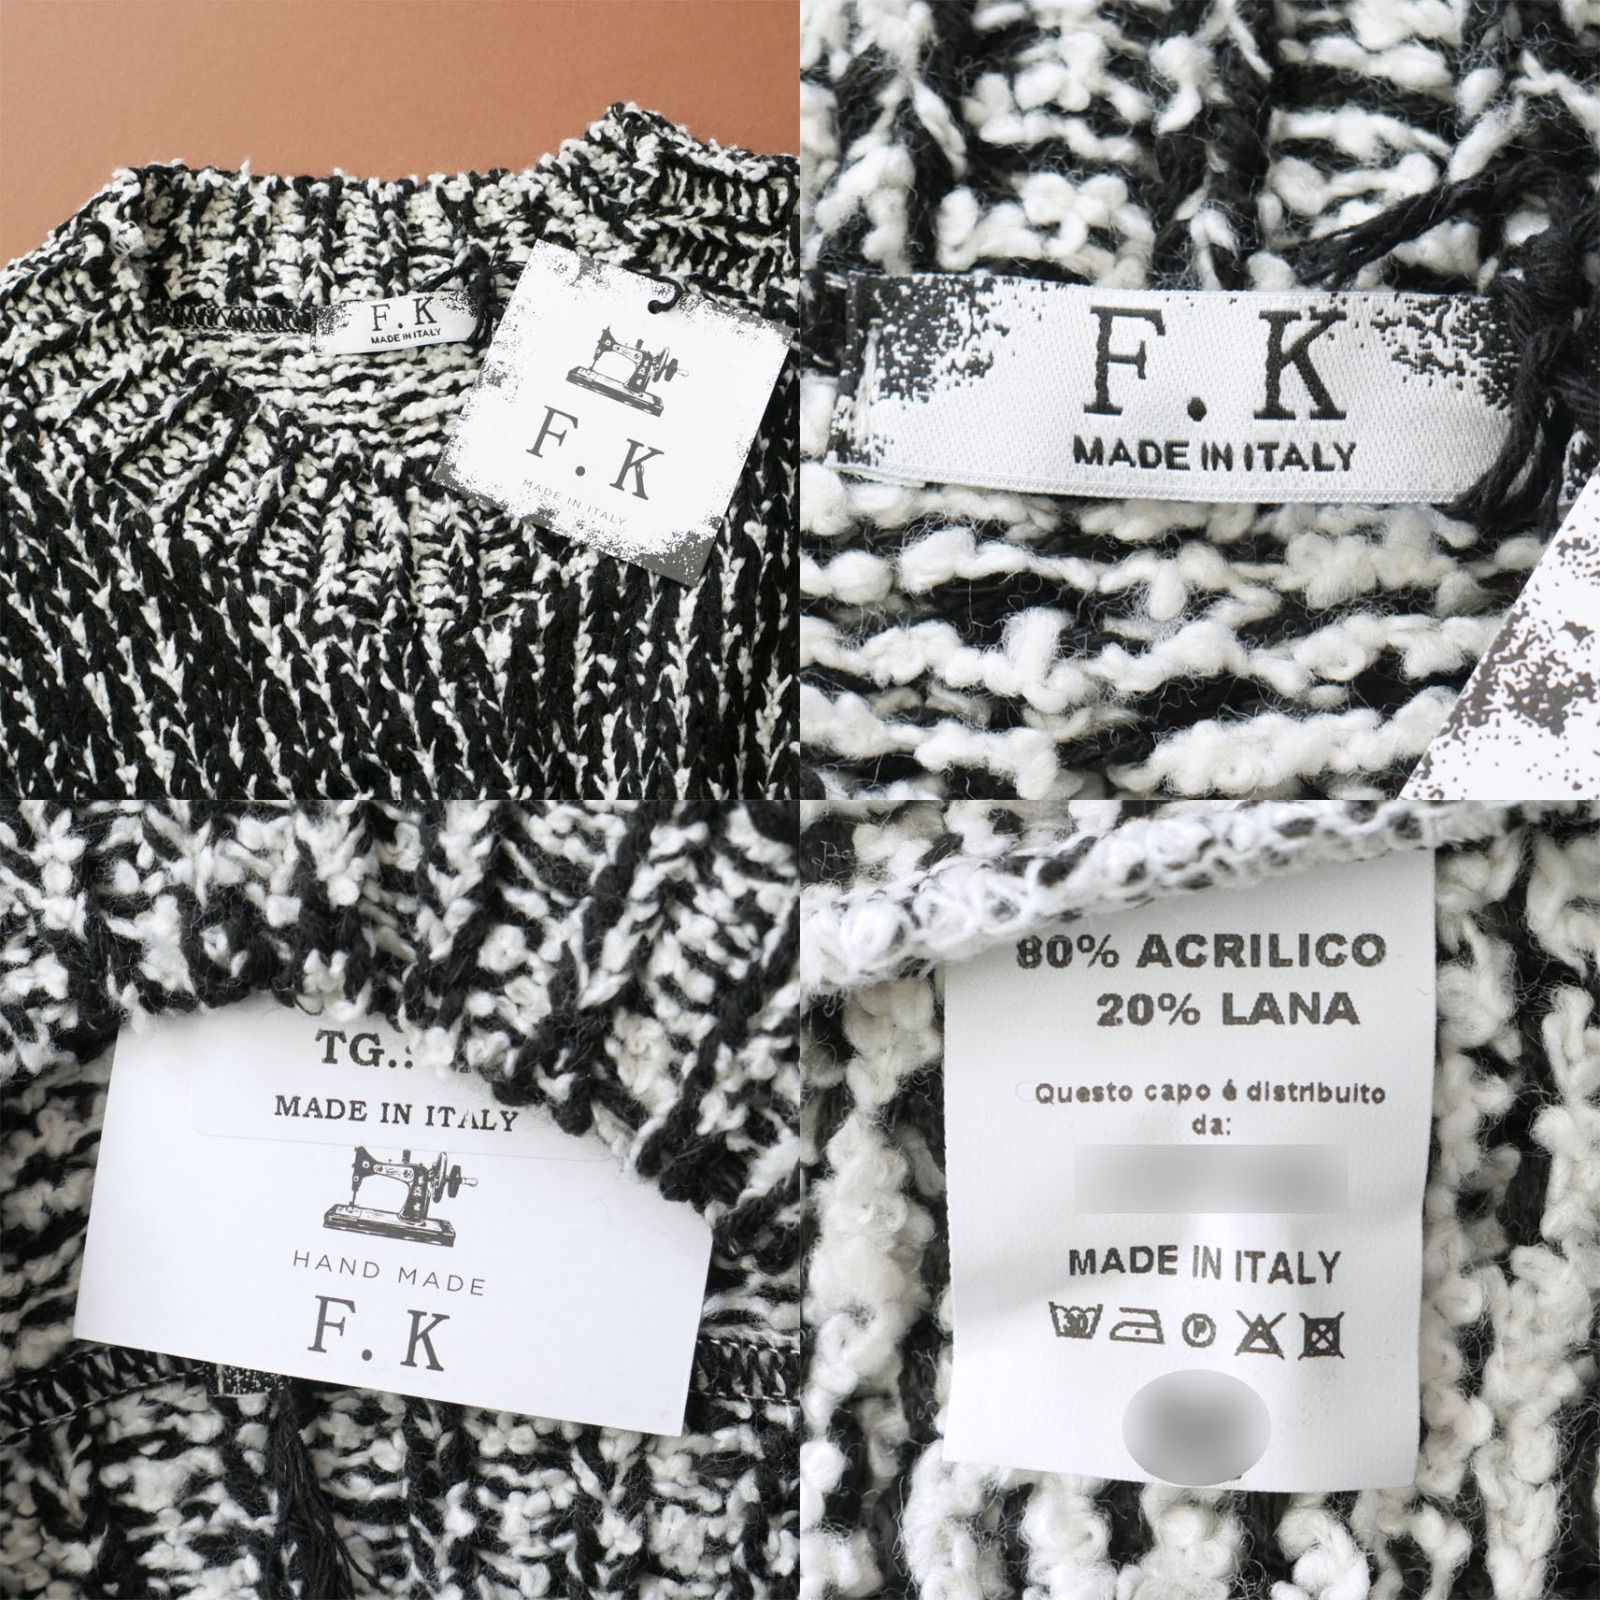 F.K
MADE IN ITALY
F.K
MADE IN ITALY
F.K
MADE IN ITALY
TG.:
MADE IN ITALY
HAND MADE
F.K
80% ACRILICO
20% LANA
Questo capo é distribuito
da:
MADE IN ITALY
30
P